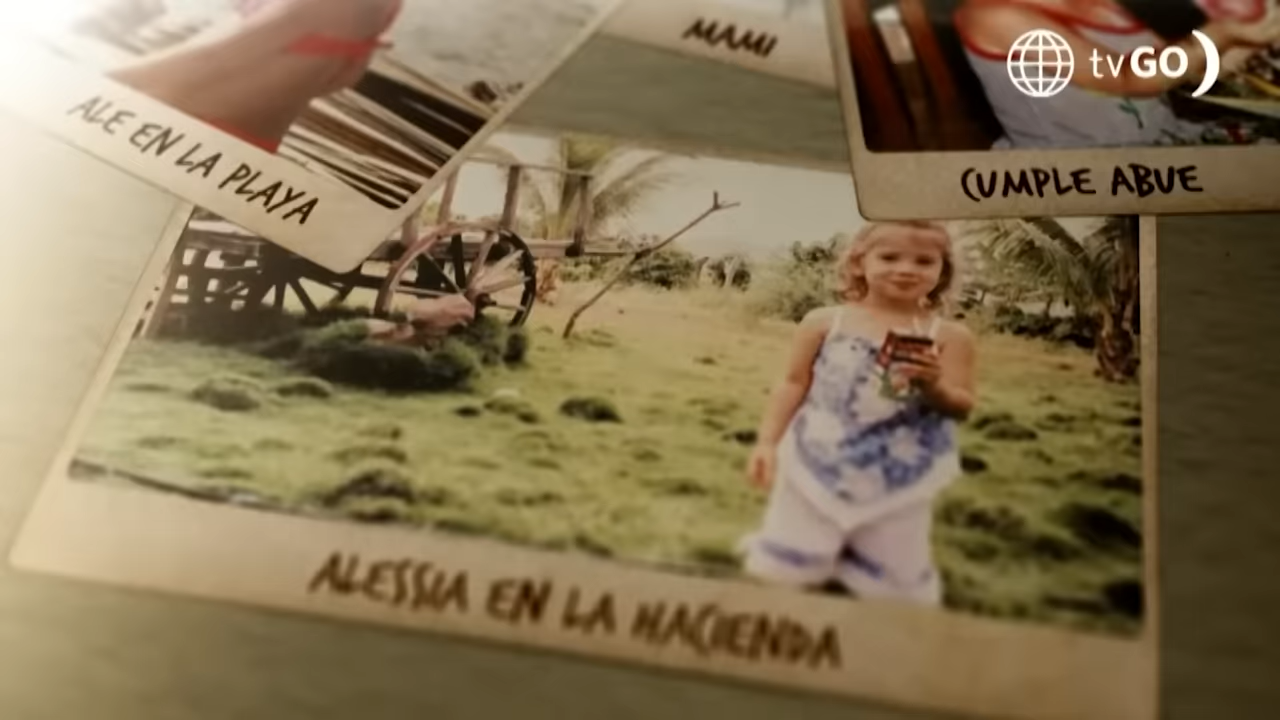 MAMI
tvGO
ALE EN LA PLAYA
CUMPLE ABUE
ALESSIA EN LA HACIENDA